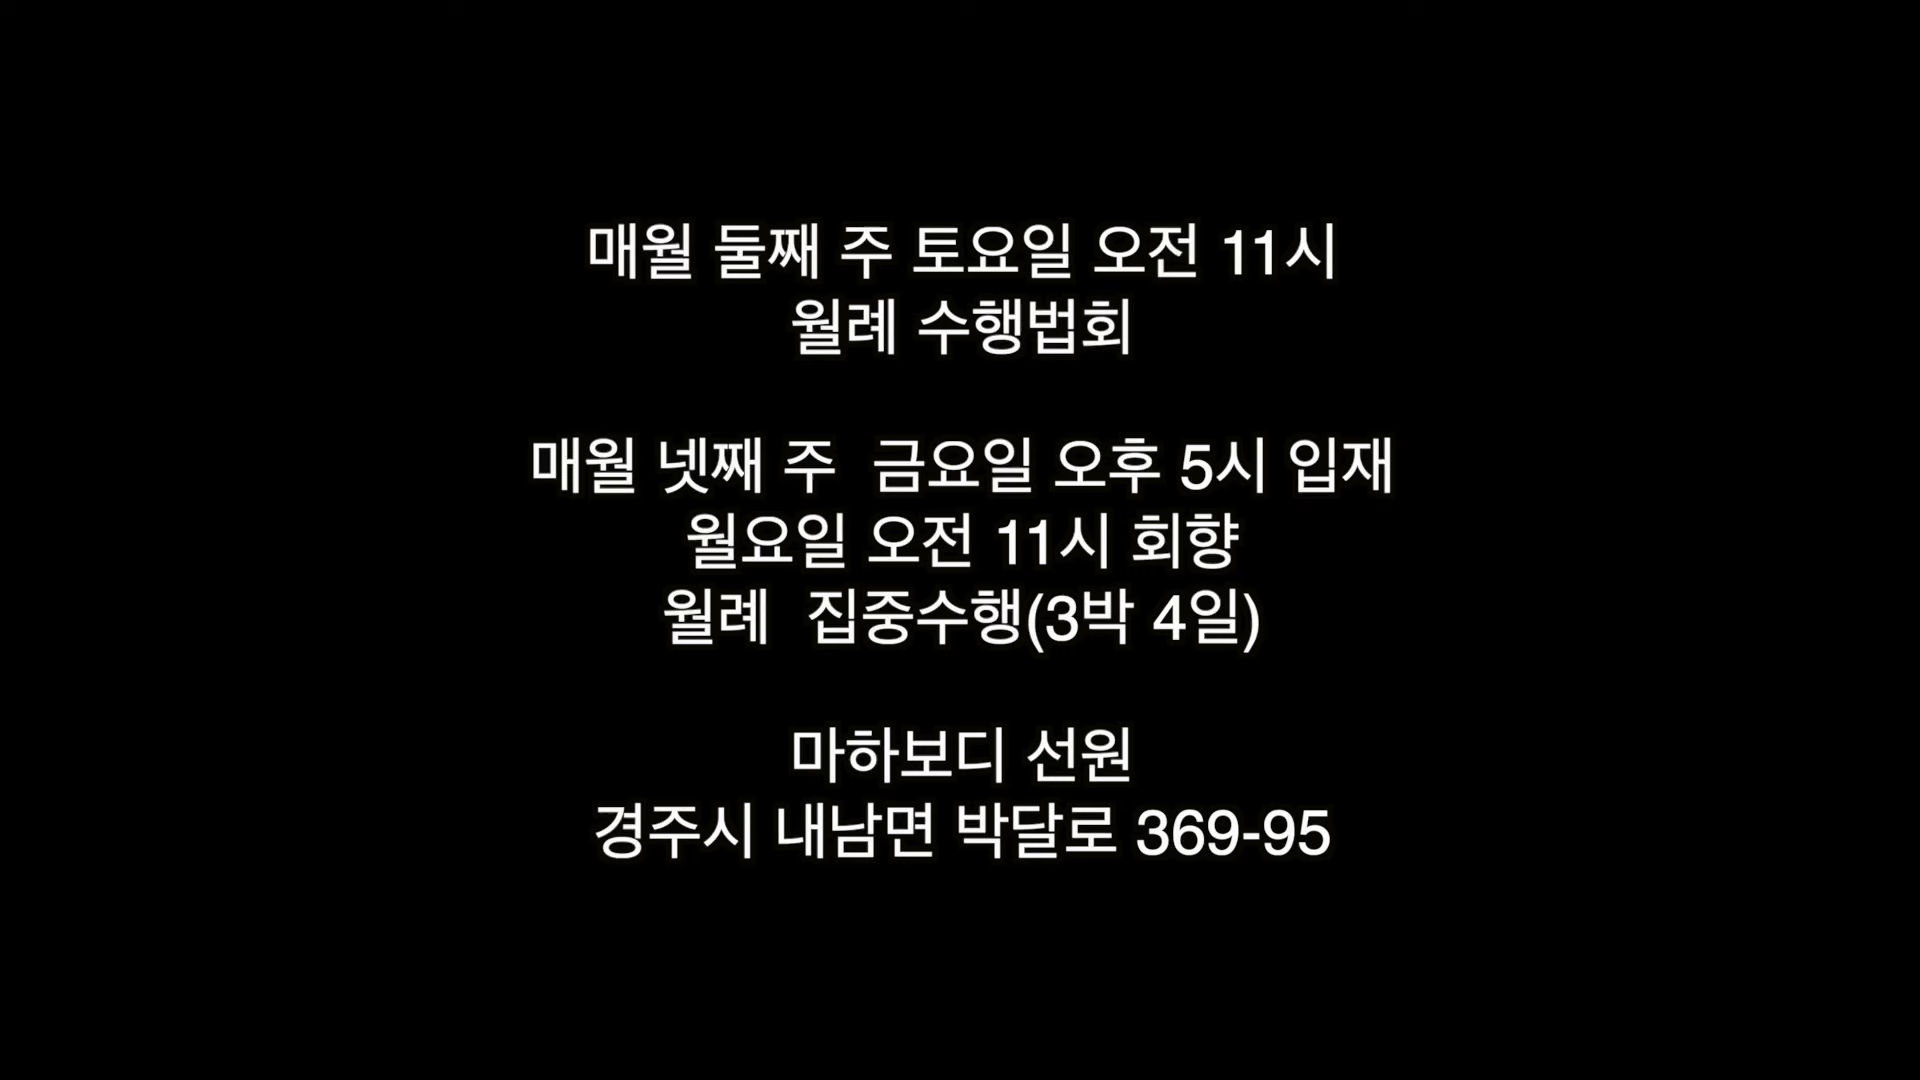 매월 둘째 주 토요일 오전 11시
월례 수행법회
매월 넷째 주  금요일 오후 5시 입재
월요일 오전 11시 회향
월례  집중수행(3박 4일)
마하보디 선원
경주시 내남면 박달로 369-95